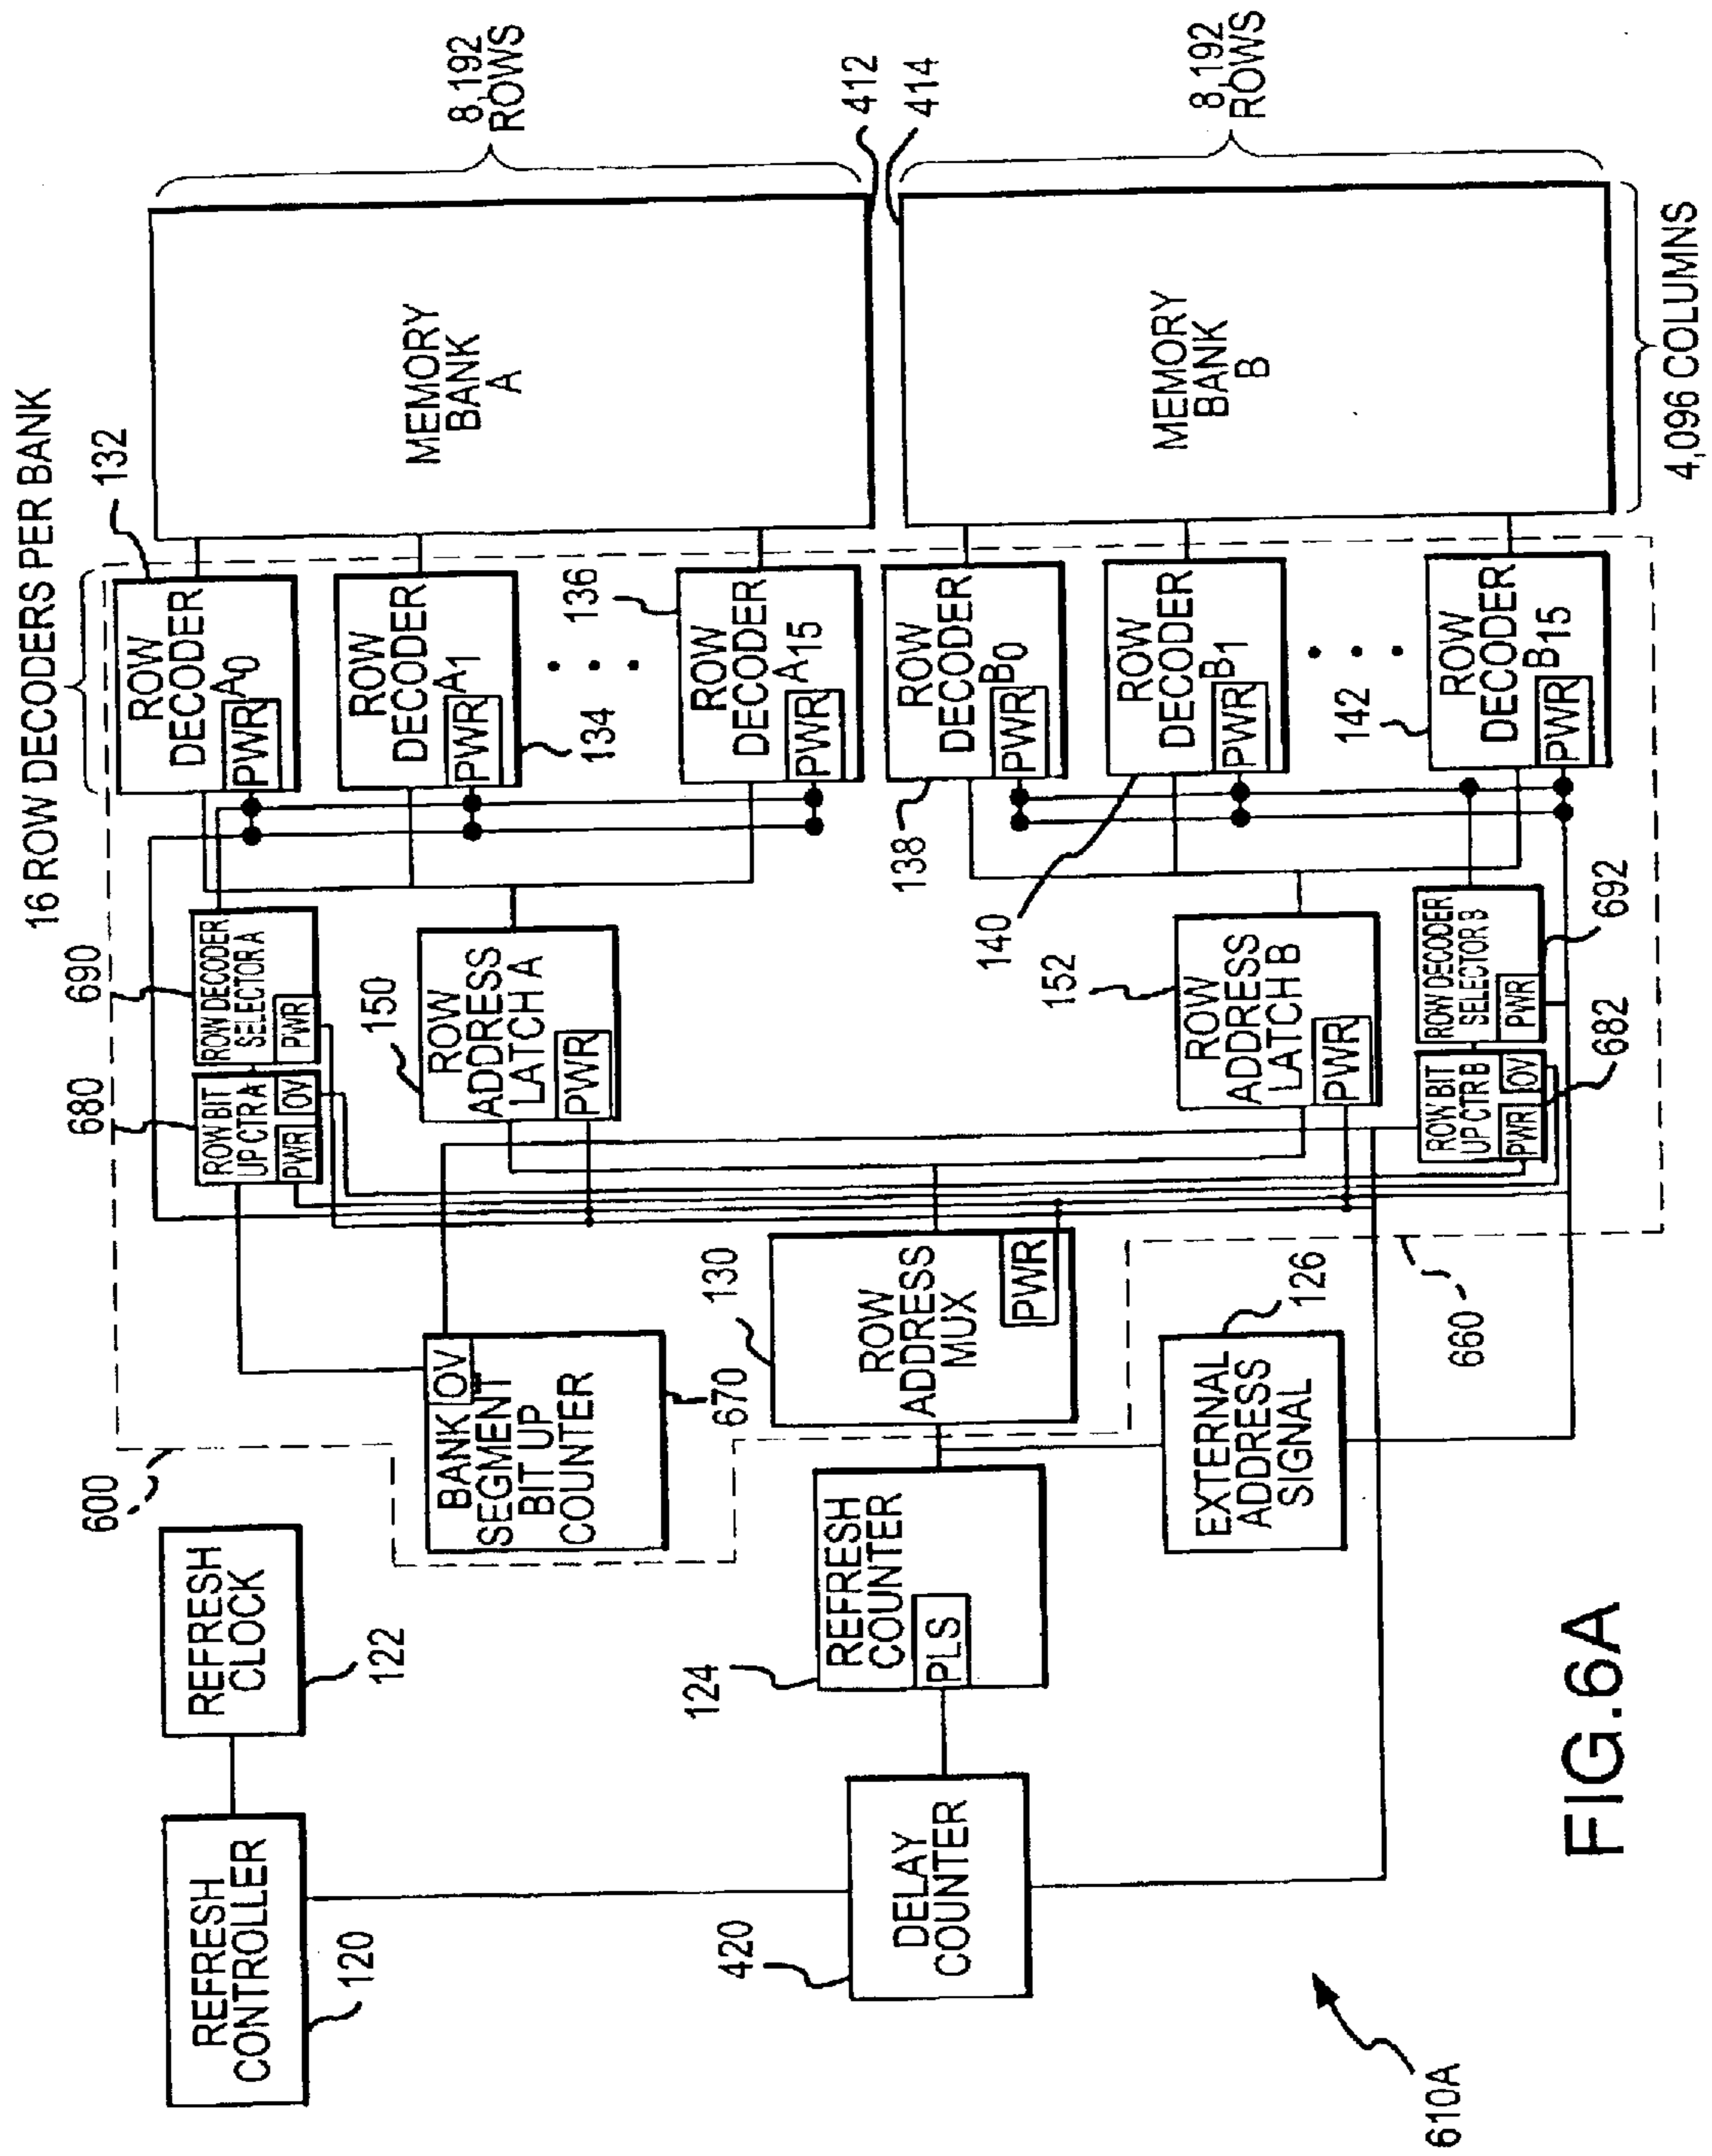 16 ROW DECODERS PER BANK
8,192
ROWS
8,192
ROWS
4,096 COLUMNS
MEMORY
BANK
A
412
414
MEMORY
BANK
B
132
ROW
DECODER
A0
PWR
ROW
DECODER
A1
PWR
134
136
ROW
DECODER
A15
PWR
138
ROW
DECODER
B0
PWR
140
ROW
DECODER
B1
PWR
142
ROW
DECODER
B15
PWR
690
ROW DECODER
SELECTOR A
PWR
680
ROW BIT
UP CTR A
PWR
OV
150
ROW
ADDRESS
LATCH A
PWR
152
ROW
ADDRESS
LATCH B
PWR
692
ROW DECODER
SELECTOR B
PWR
682
ROW BIT
UP CTR B
PWR
OV
600
BANK
SEGMENT
BIT UP
COUNTER
OV
670
130
ROW
ADDRESS
MUX
PWR
126
EXTERNAL
ADDRESS
SIGNAL
660
REFRESH
CLOCK
122
124
REFRESH
COUNTER
PLS
REFRESH
CONTROLLER
120
420
DELAY
COUNTER
610A
FIG.6A